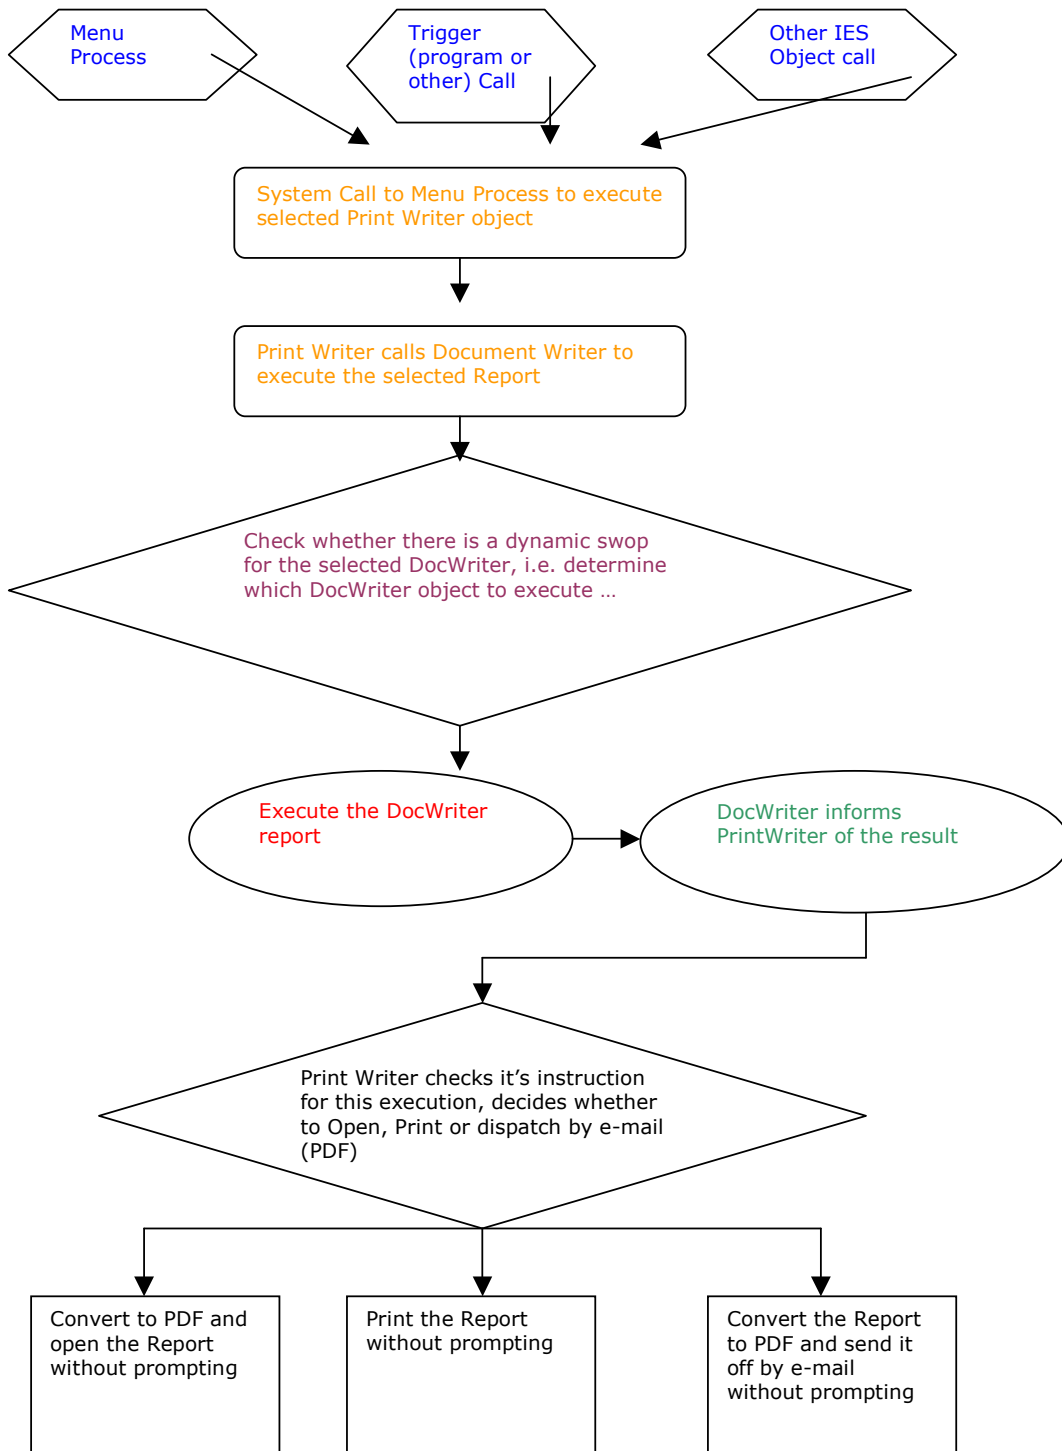 Menu
Process
Trigger
(program or
other) Call
Other IES
Object call
System Call to Menu Process to execute
selected Print Writer object
Print Writer calls Document Writer to
execute the selected Report
Check whether there is a dynamic swop
for the selected DocWriter, i.e. determine
which DocWriter object to execute …
Execute the DocWriter
report
DocWriter informs
PrintWriter of the result
Print Writer checks it’s instruction
for this execution, decides whether
to Open, Print or dispatch by e-mail
(PDF)
Convert to PDF and
open the Report
without prompting
Print the Report
without prompting
Convert the Report
to PDF and send it
off by e-mail
without prompting